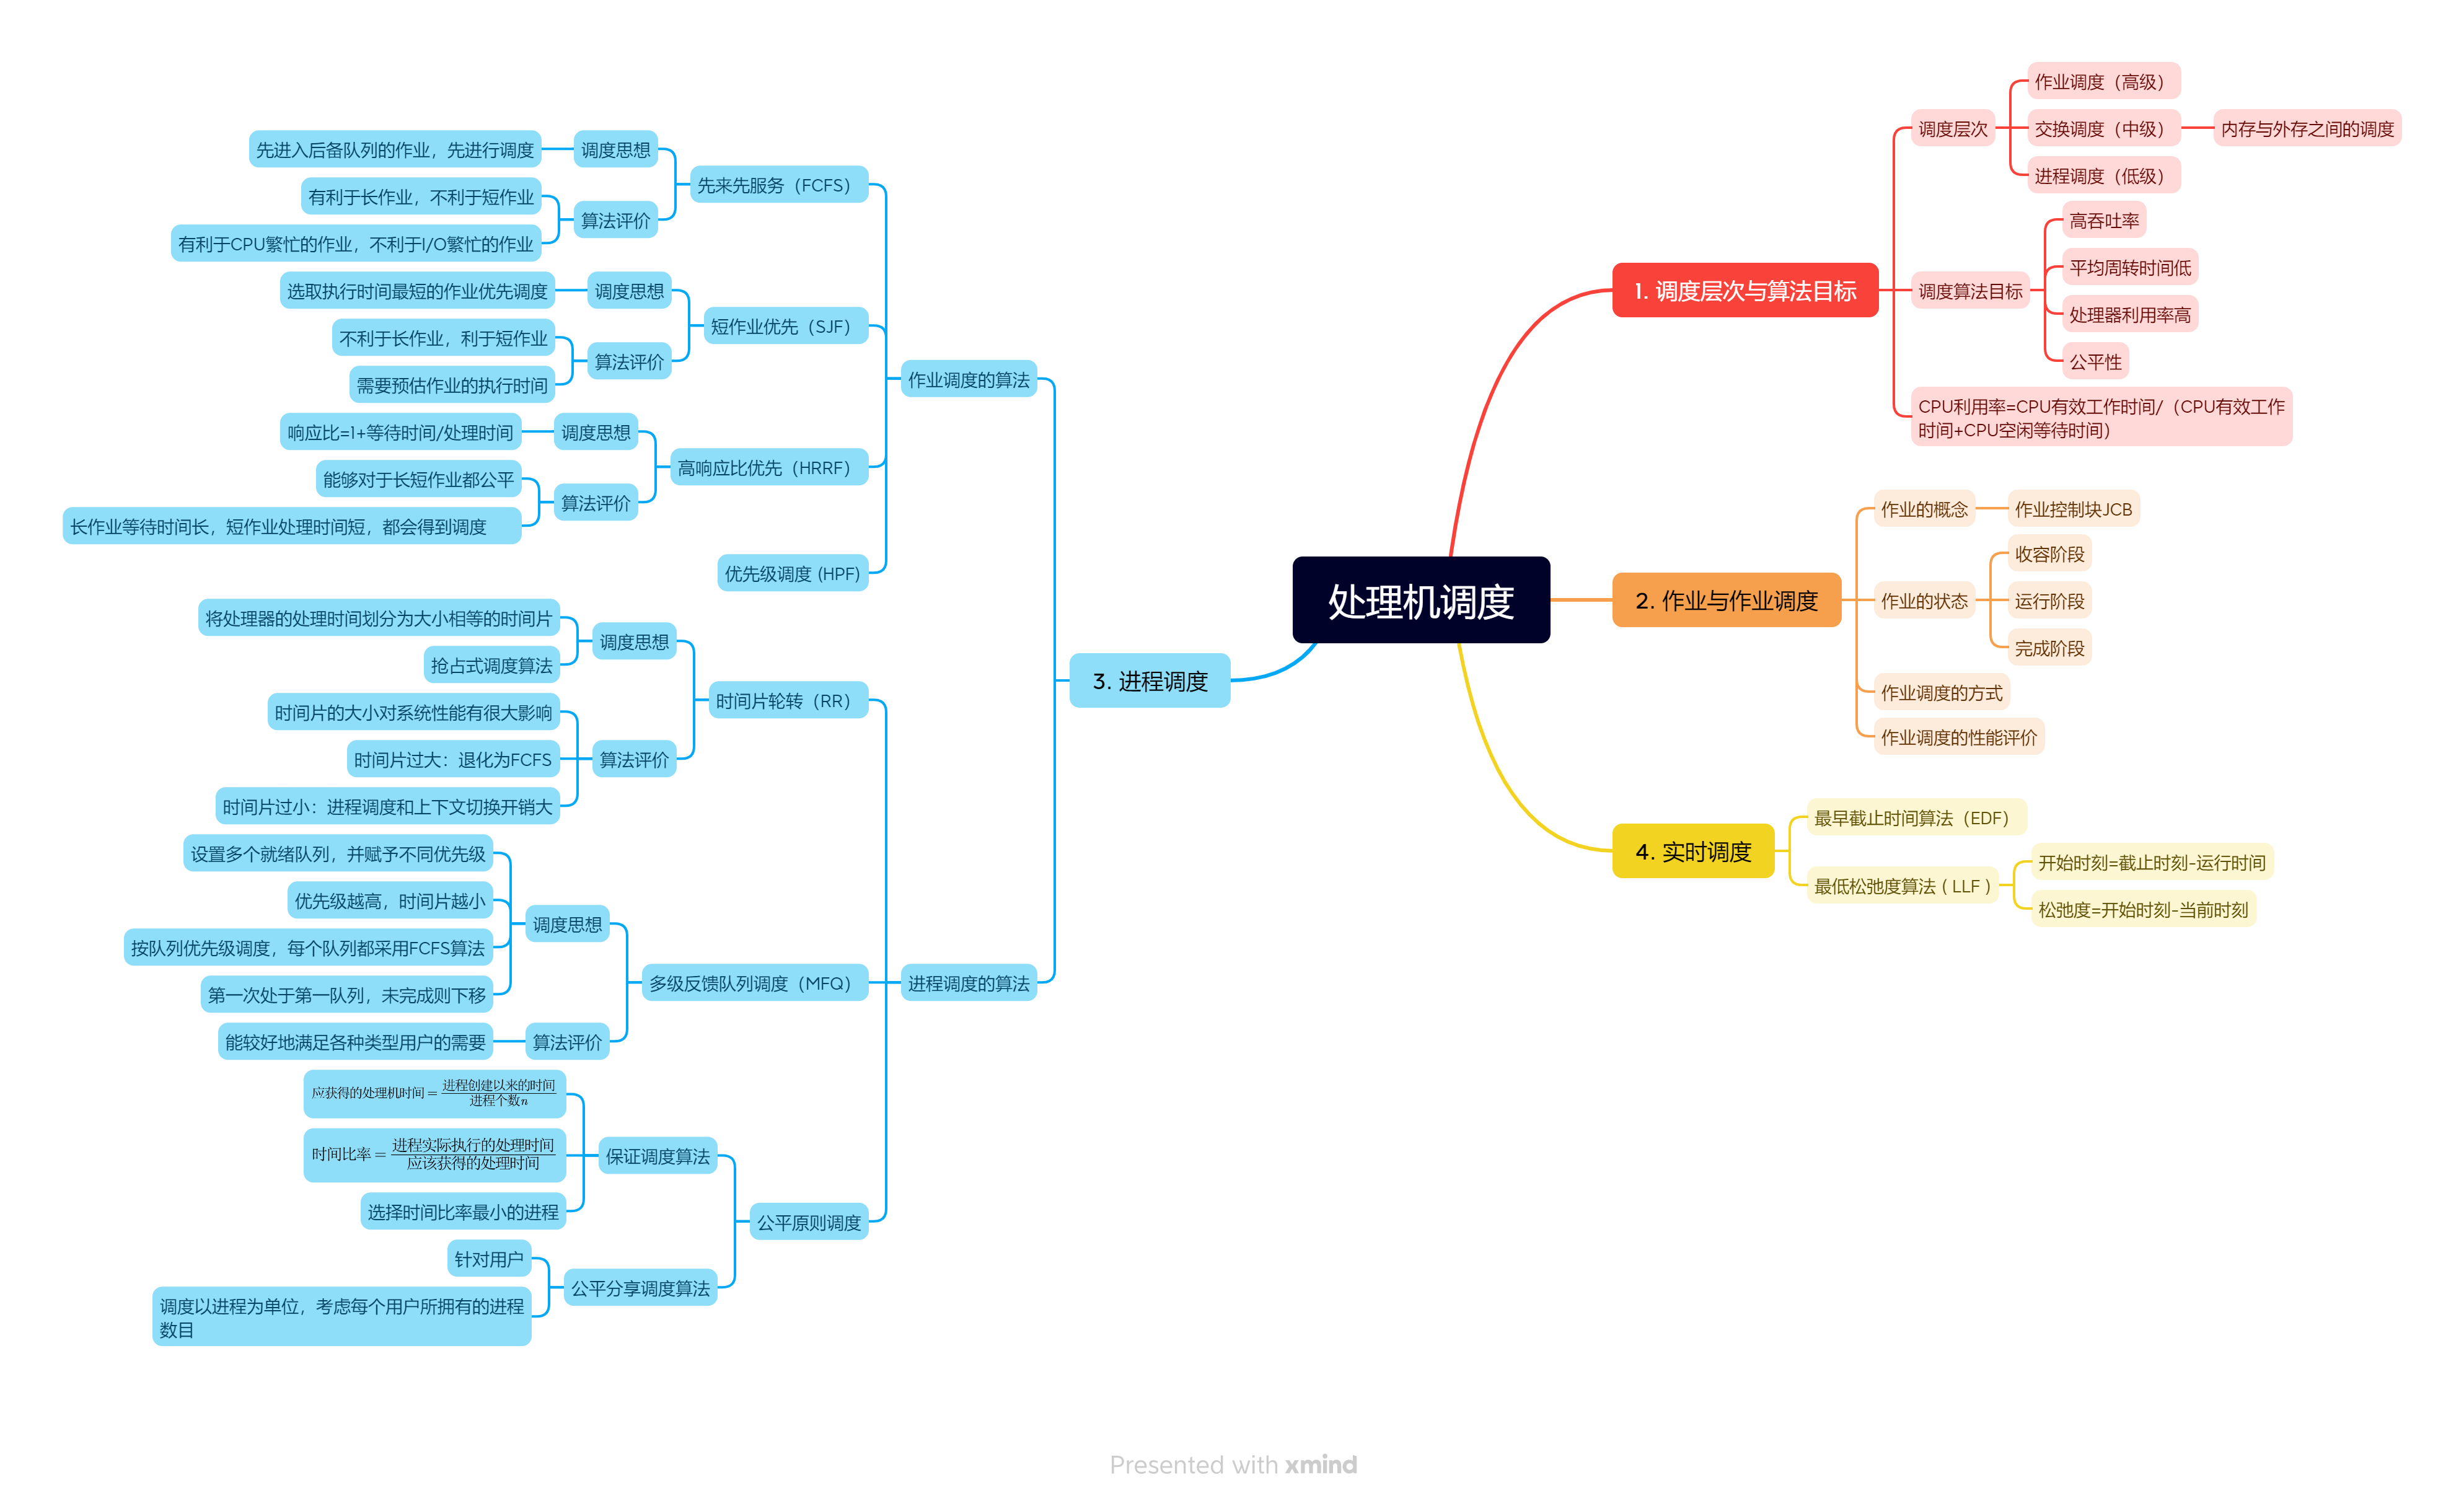 处理机调度
1. 调度层次与算法目标
调度层次
作业调度（高级）
交换调度（中级）
内存与外存之间的调度
进程调度（低级）
调度算法目标
高吞吐率
平均周转时间低
处理器利用率高
公平性
CPU利用率=CPU有效工作时间/（CPU有效工作
时间+CPU空闲等待时间）
2. 作业与作业调度
作业的概念
作业控制块JCB
作业的状态
收容阶段
运行阶段
完成阶段
作业调度的方式
作业调度的性能评价
3. 进程调度
作业调度的算法
先来先服务（FCFS）
调度思想
先进入后备队列的作业，先进行调度
算法评价
有利于长作业，不利于短作业
有利于CPU繁忙的作业，不利于I/O繁忙的作业
短作业优先（SJF）
调度思想
选取执行时间最短的作业优先调度
算法评价
不利于长作业，利于短作业
需要预估作业的执行时间
高响应比优先（HRRF）
调度思想
响应比=1+等待时间/处理时间
算法评价
能够对于长短作业都公平
长作业等待时间长，短作业处理时间短，都会得到调度
优先级调度 (HPF)
进程调度的算法
时间片轮转（RR）
调度思想
将处理器的处理时间划分为大小相等的时间片
抢占式调度算法
算法评价
时间片的大小对系统性能有很大影响
时间片过大：退化为FCFS
时间片过小：进程调度和上下文切换开销大
多级反馈队列调度（MFQ）
调度思想
设置多个就绪队列，并赋予不同优先级
优先级越高，时间片越小
按队列优先级调度，每个队列都采用FCFS算法
第一次处于第一队列，未完成则下移
算法评价
能较好地满足各种类型用户的需要
公平原则调度
保证调度算法
应获得的处理机时间 = 进程创建以来的时间 / 进程个数n
时间比率 = 进程实际执行的处理时间 / 应该获得的处理时间
选择时间比率最小的进程
公平分享调度算法
针对用户
调度以进程为单位，考虑每个用户所拥有的进程
数目
4. 实时调度
最早截止时间算法（EDF）
最低松弛度算法 ( LLF )
开始时刻=截止时刻-运行时间
松弛度=开始时刻-当前时刻
Presented with xmind